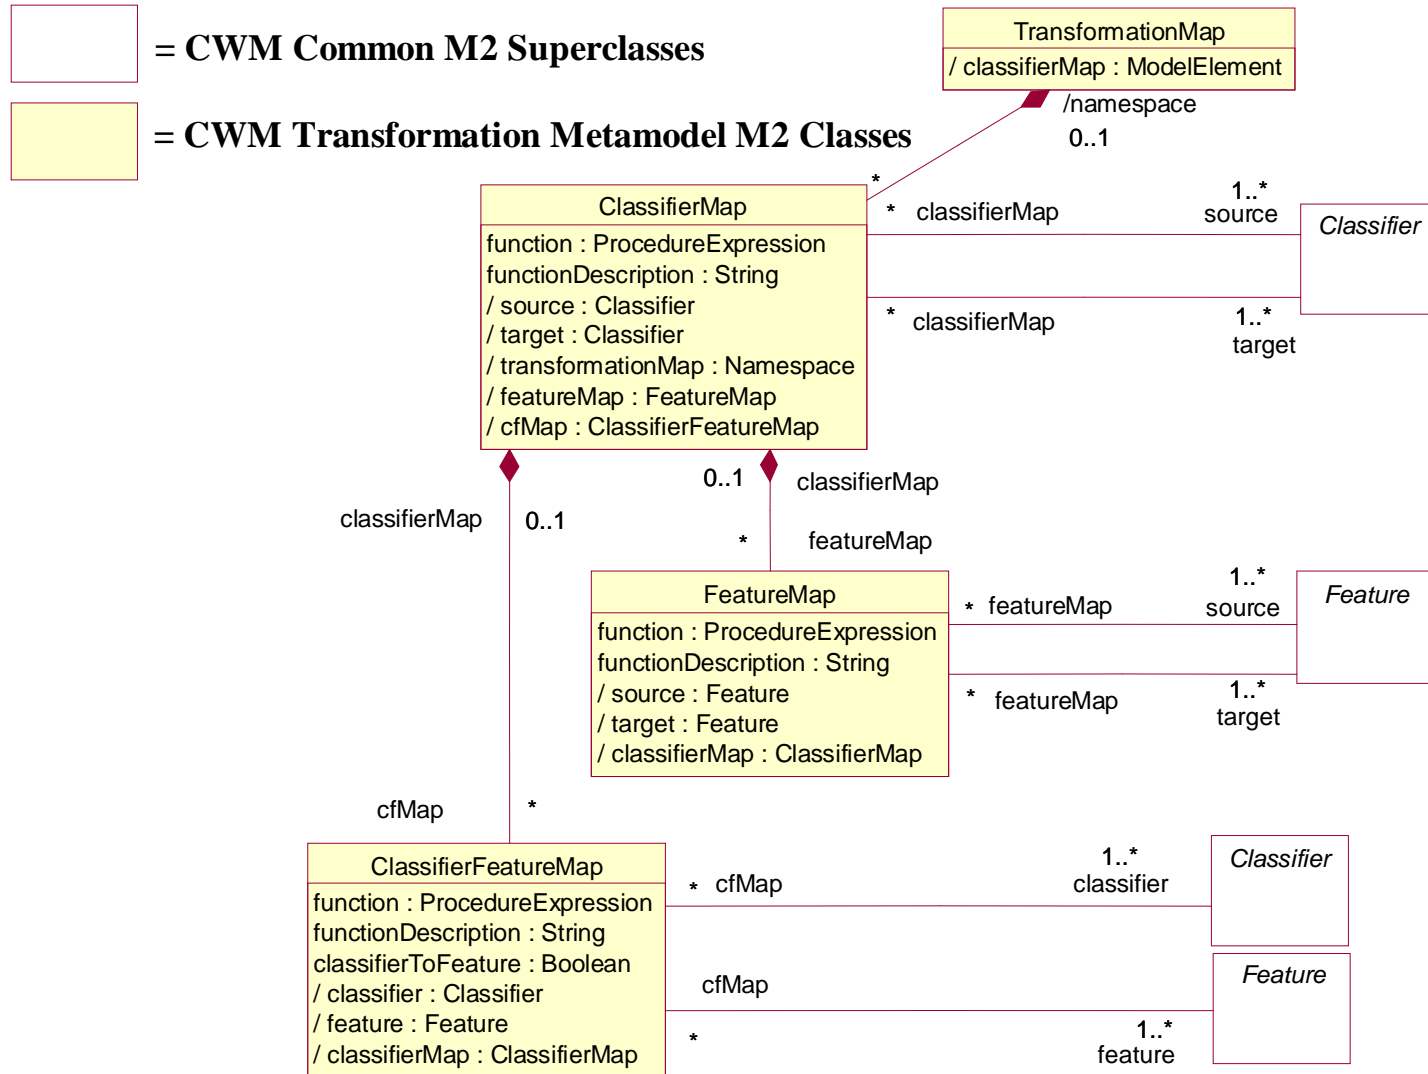 = CWM Common M2 Superclasses
= CWM Transformation Metamodel M2 Classes
TransformationMap
/ classifierMap : ModelElement
/namespace
0..1
*
ClassifierMap
function : ProcedureExpression
functionDescription : String
/ source : Classifier
/ target : Classifier
/ transformationMap : Namespace
/ featureMap : FeatureMap
/ cfMap : ClassifierFeatureMap
* classifierMap
1..*
source
Classifier
* classifierMap
1..*
target
classifierMap 0..1
0..1 classifierMap
* featureMap
FeatureMap
function : ProcedureExpression
functionDescription : String
/ source : Feature
/ target : Feature
/ classifierMap : ClassifierMap
* featureMap
1..*
source
Feature
* featureMap
1..*
target
cfMap *
ClassifierFeatureMap
function : ProcedureExpression
functionDescription : String
classifierToFeature : Boolean
/ classifier : Classifier
/ feature : Feature
/ classifierMap : ClassifierMap
* cfMap
1..*
classifier
Classifier
cfMap
*
1..*
feature
Feature